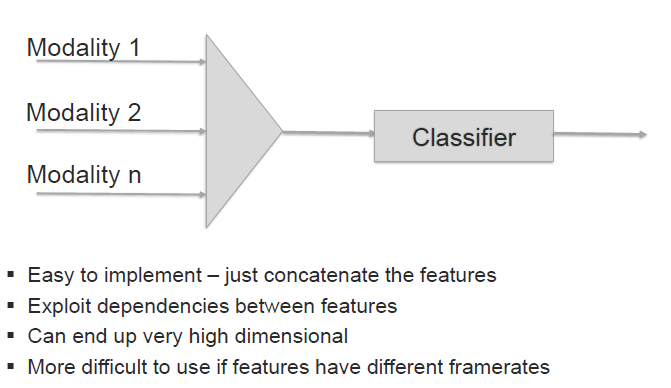 Modality 1
Modality 2
Modality n
Classifier
▪ Easy to implement – just concatenate the features
▪ Exploit dependencies between features
▪ Can end up very high dimensional
▪ More difficult to use if features have different framerates